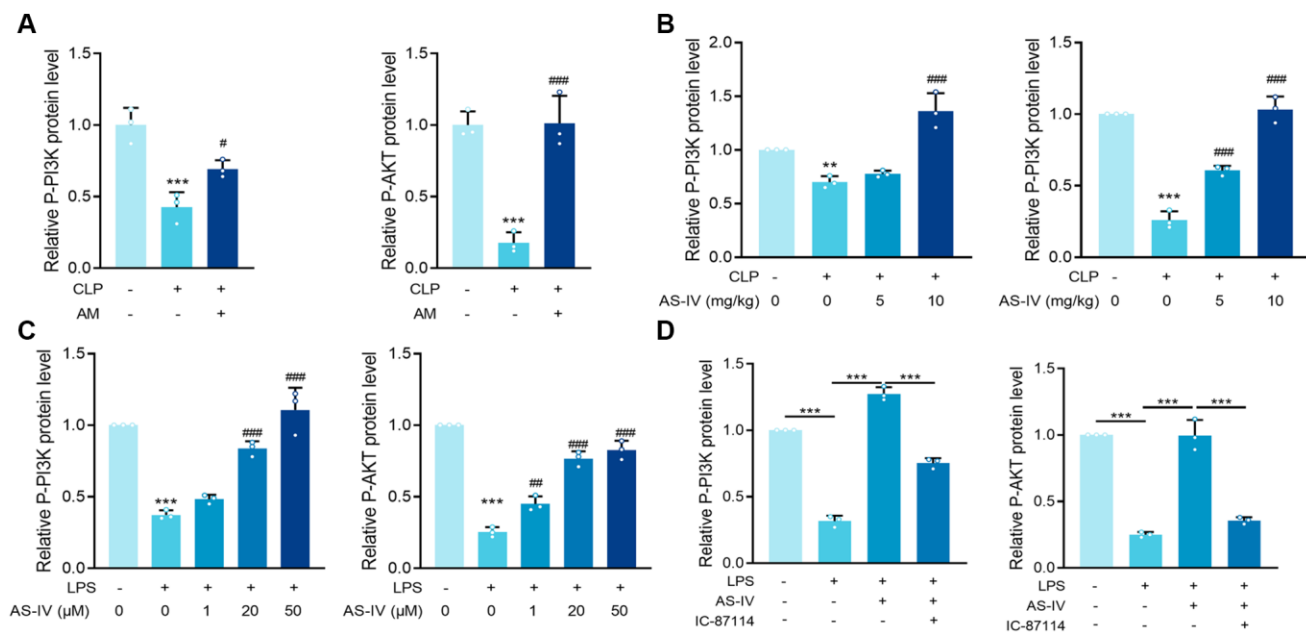 A
Relative P-PI3K protein level
1.5
1.0
0.5
0.0
***
#
CLP - + +
AM - - +
Relative P-AKT protein level
1.5
1.0
0.5
0.0
***
###
CLP - + +
AM - - +
B
Relative P-PI3K protein level
2.0
1.5
1.0
0.5
0.0
**
###
CLP - + + +
AS-IV (mg/kg) 0 0 5 10
Relative P-PI3K protein level
1.5
1.0
0.5
0.0
***
###
###
CLP - + + +
AS-IV (mg/kg) 0 0 5 10
C
Relative P-PI3K protein level
1.5
1.0
0.5
0.0
***
###
###
LPS - + + + +
AS-IV (μM) 0 0 1 20 50
Relative P-AKT protein level
1.5
1.0
0.5
0.0
***
##
###
###
LPS - + + + +
AS-IV (μM) 0 0 1 20 50
D
Relative P-PI3K protein level
1.5
1.0
0.5
0.0
***
***
***
LPS - + + +
AS-IV - - + +
IC-87114 - - - +
Relative P-AKT protein level
1.5
1.0
0.5
0.0
***
***
***
LPS - + + +
AS-IV - - + +
IC-87114 - - - +